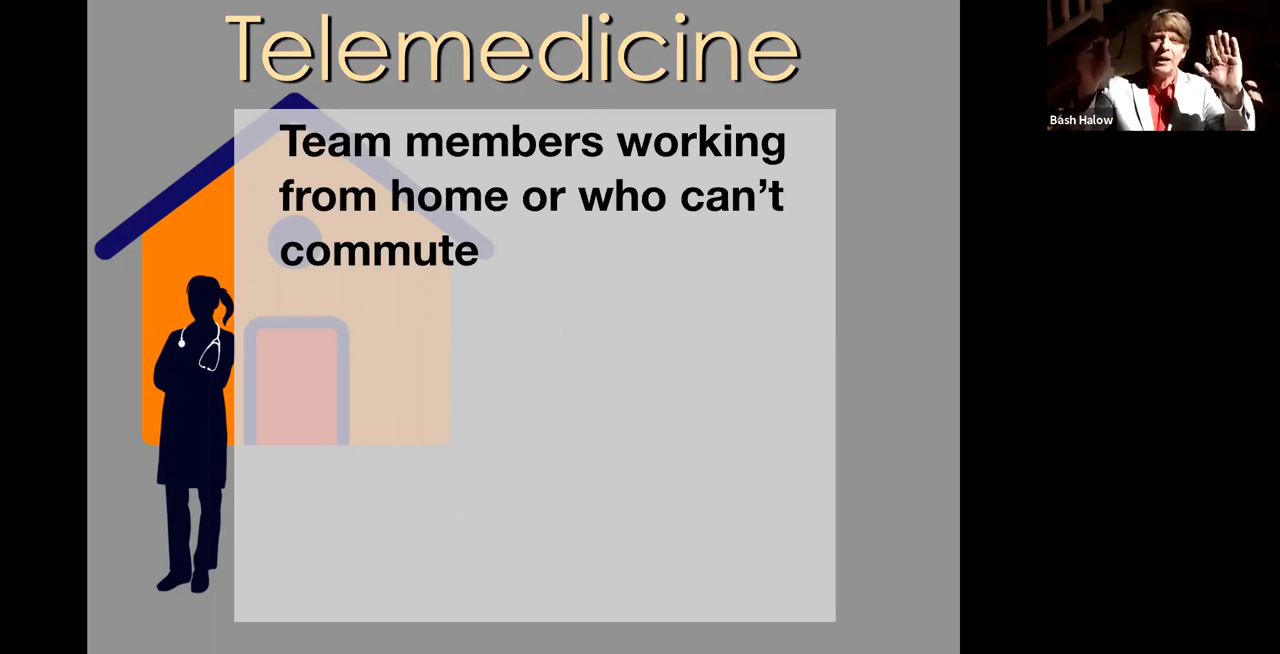 Telemedicine
Team members working
from home or who can’t
commute
Bash Halow